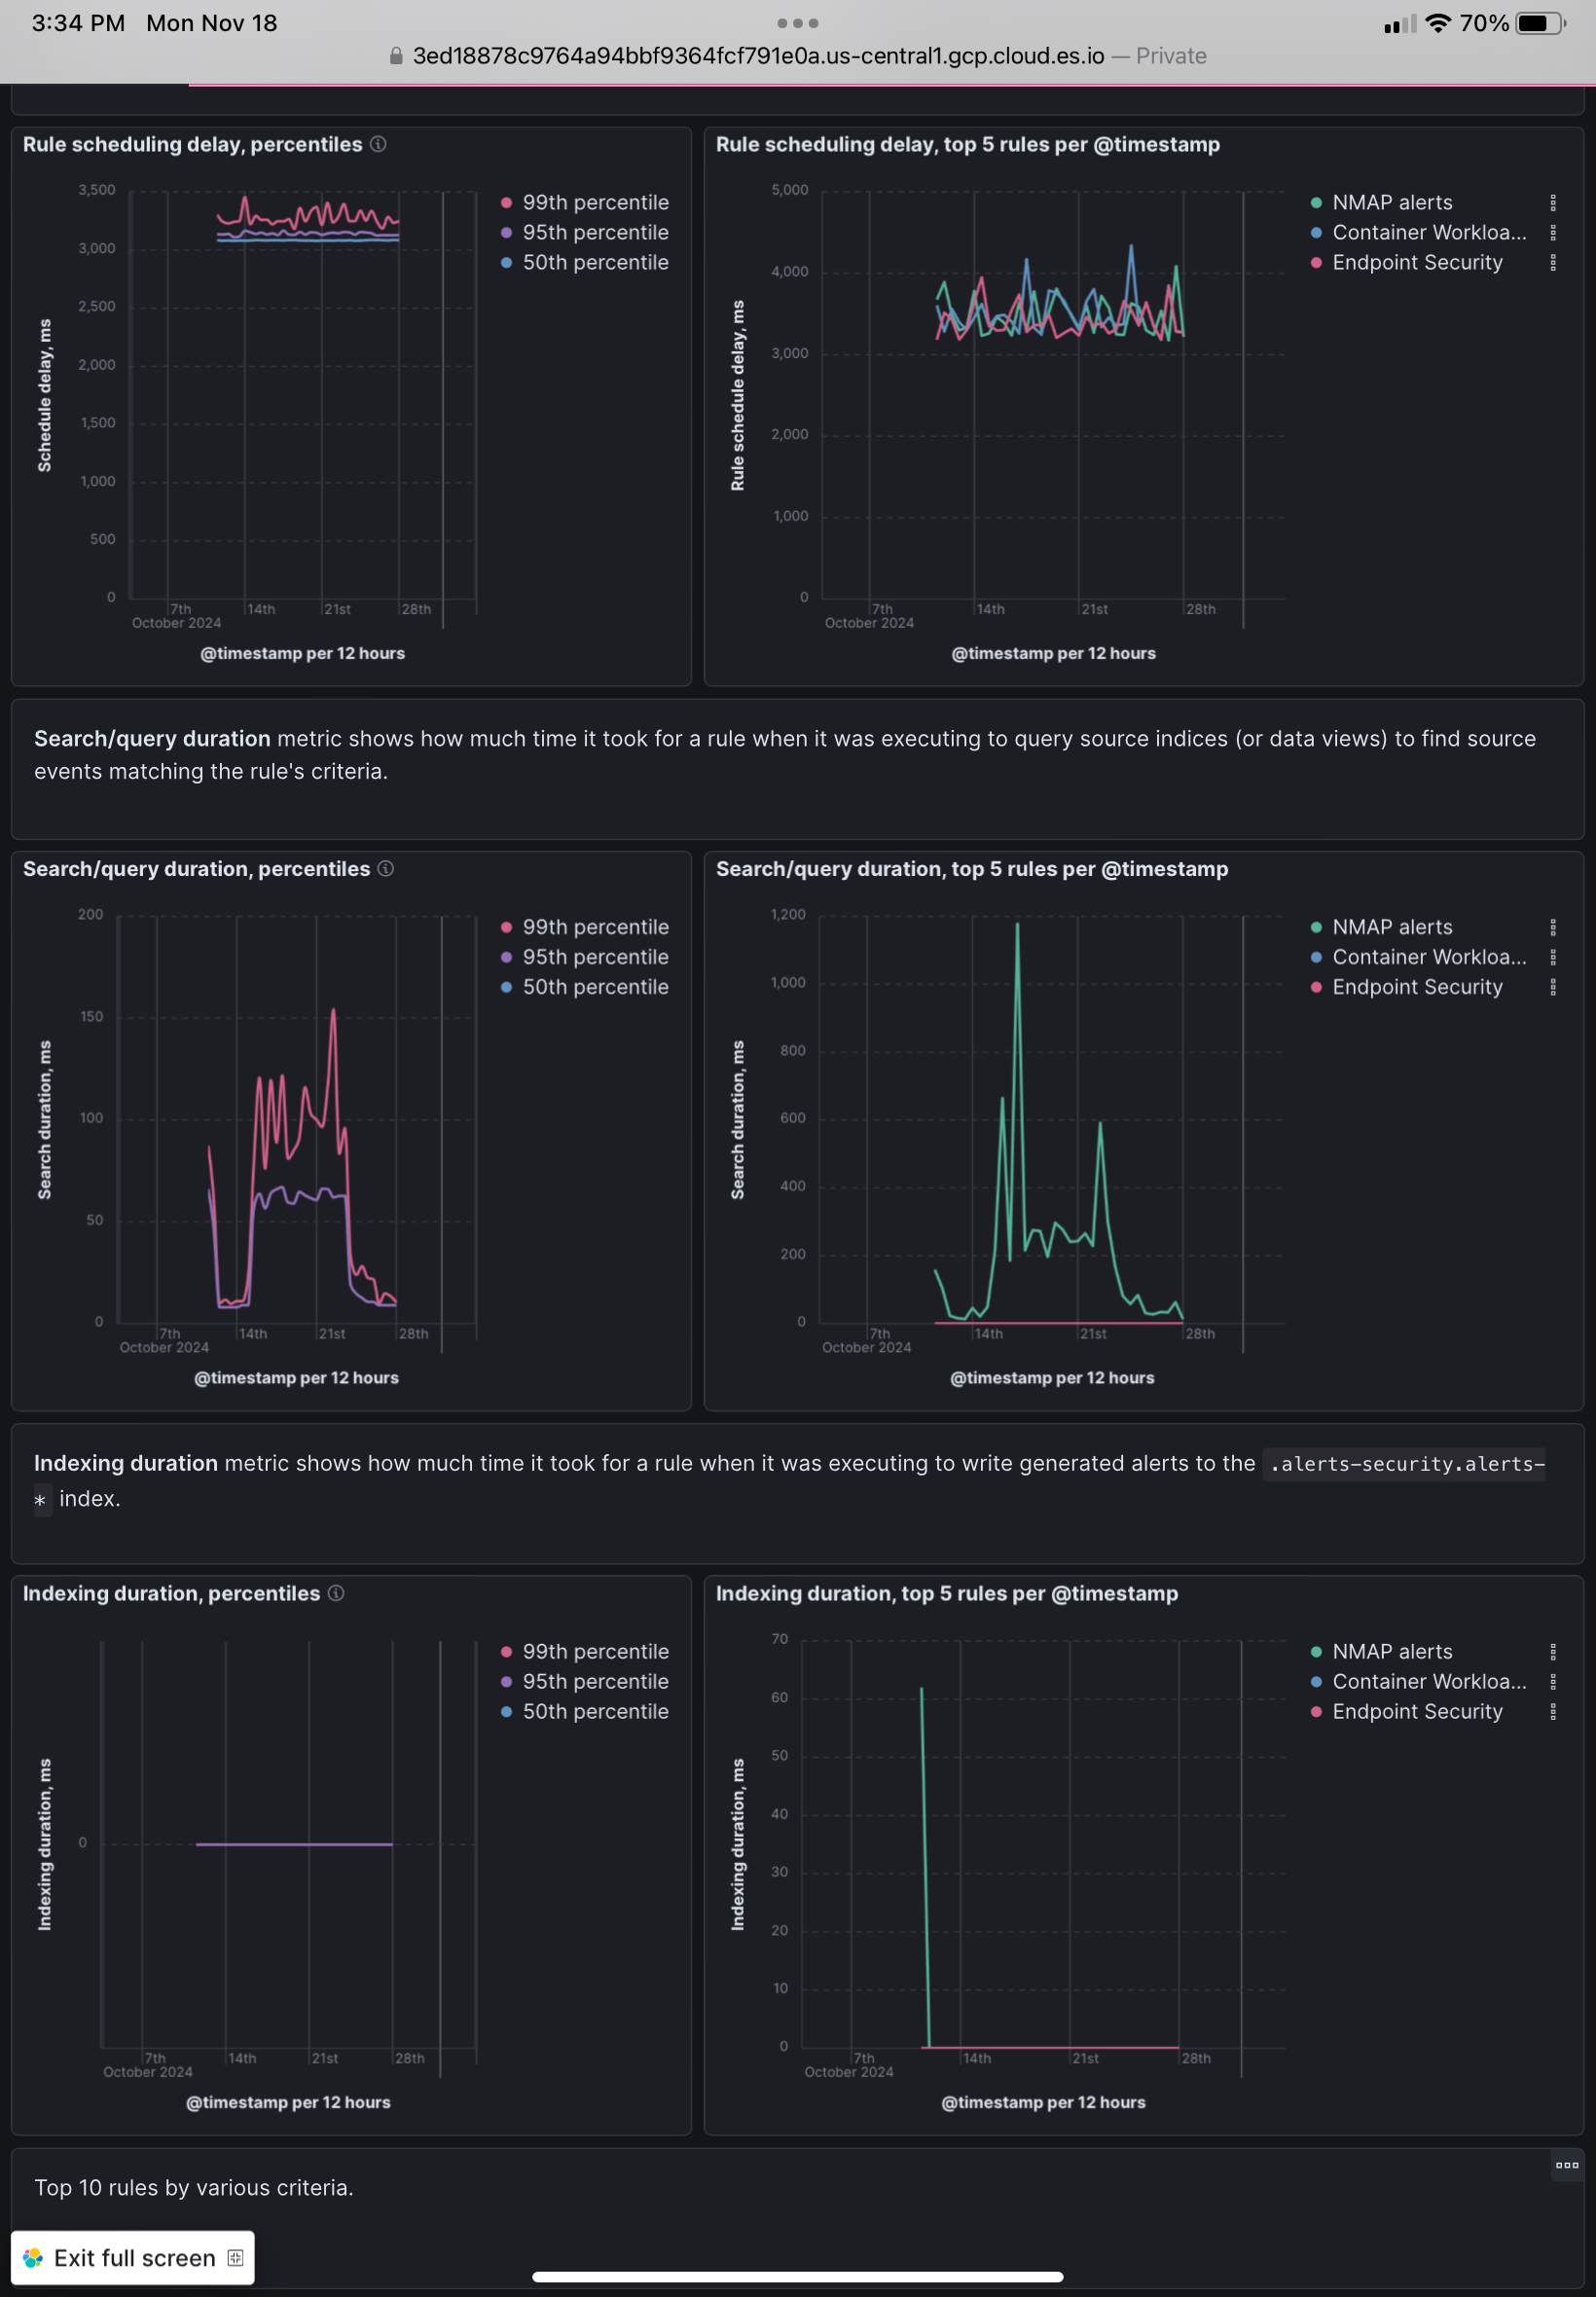 3:34 PM Mon Nov 18
70%
3ed18878c9764a94bbf9364fcf791e0a.us-central1.gcp.cloud.es.io — Private
Rule scheduling delay, percentiles
Schedule delay, ms
3,500
3,000
2,500
2,000
1,500
1,000
500
0
7th 14th 21st 28th
October 2024
@timestamp per 12 hours
99th percentile
95th percentile
50th percentile
Rule scheduling delay, top 5 rules per @timestamp
Rule schedule delay, ms
5,000
4,000
3,000
2,000
1,000
0
7th 14th 21st 28th
October 2024
@timestamp per 12 hours
NMAP alerts
Container Workloa...
Endpoint Security
Search/query duration metric shows how much time it took for a rule when it was executing to query source indices (or data views) to find source
events matching the rule's criteria.
Search/query duration, percentiles
Search duration, ms
200
150
100
50
0
7th 14th 21st 28th
October 2024
@timestamp per 12 hours
99th percentile
95th percentile
50th percentile
Search/query duration, top 5 rules per @timestamp
Search duration, ms
1,200
1,000
800
600
400
200
0
7th 14th 21st 28th
October 2024
@timestamp per 12 hours
NMAP alerts
Container Workloa...
Endpoint Security
Indexing duration metric shows how much time it took for a rule when it was executing to write generated alerts to the .alerts-security.alerts-
* index.
Indexing duration, percentiles
Indexing duration, ms
0
7th 14th 21st 28th
October 2024
@timestamp per 12 hours
99th percentile
95th percentile
50th percentile
Indexing duration, top 5 rules per @timestamp
Indexing duration, ms
70
60
50
40
30
20
10
0
7th 14th 21st 28th
October 2024
@timestamp per 12 hours
NMAP alerts
Container Workloa...
Endpoint Security
Top 10 rules by various criteria.
Exit full screen